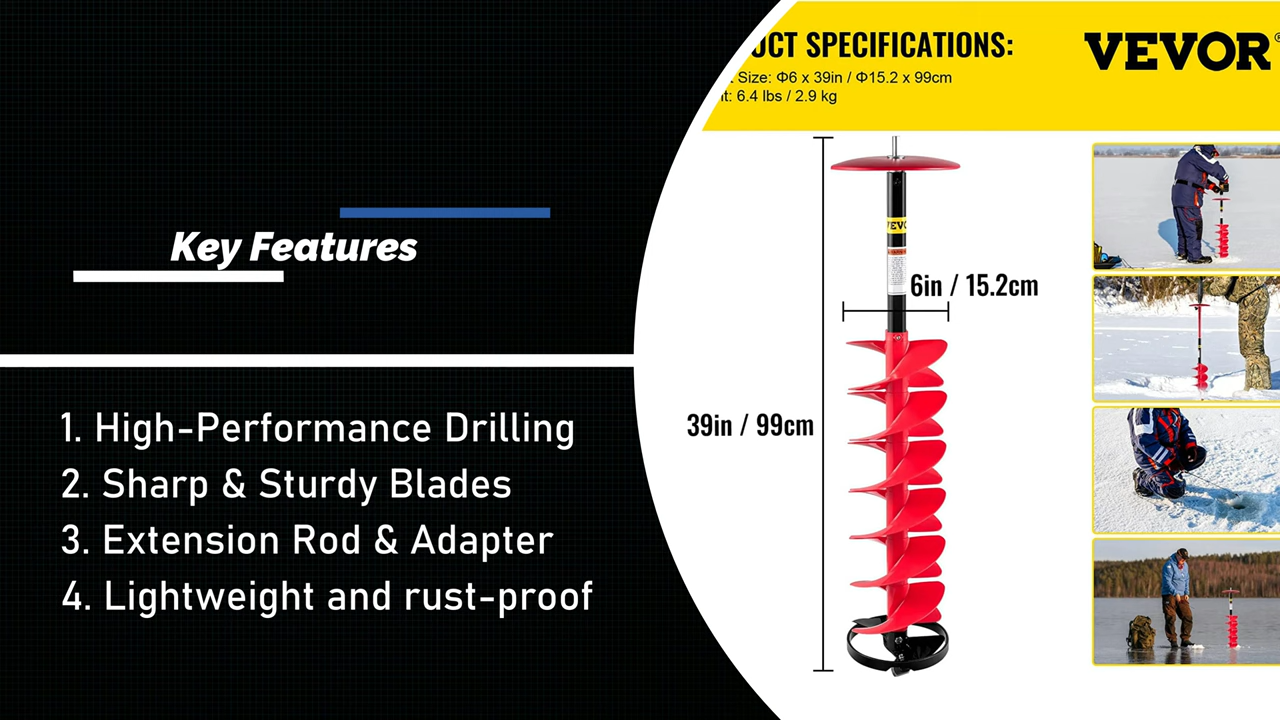 Key Features
1. High-Performance Drilling
2. Sharp & Sturdy Blades
3. Extension Rod & Adapter
4. Lightweight and rust-proof
UCT SPECIFICATIONS:
Size: Φ6 x 39in / Φ15.2 x 99cm
t: 6.4 lbs / 2.9 kg
VEVOR®
VEVO
6in / 15.2cm
39in / 99cm